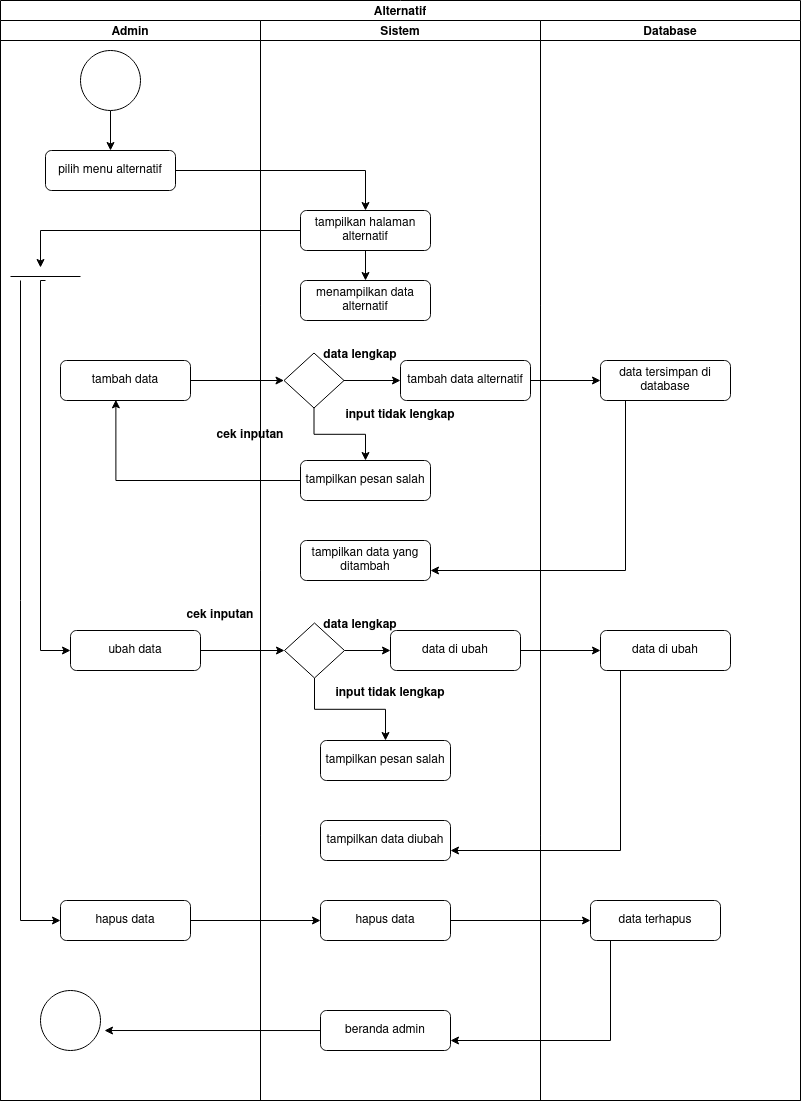 Alternatif
Admin
Sistem
Database
pilih menu alternatif
tampilkan halaman
alternatif
menampilkan data
alternatif
data lengkap
tambah data
tambah data alternatif
data tersimpan di
database
input tidak lengkap
cek inputan
tampilkan pesan salah
tampilkan data yang
ditambah
cek inputan
data lengkap
ubah data
data di ubah
data di ubah
input tidak lengkap
tampilkan pesan salah
tampilkan data diubah
hapus data
hapus data
data terhapus
beranda admin